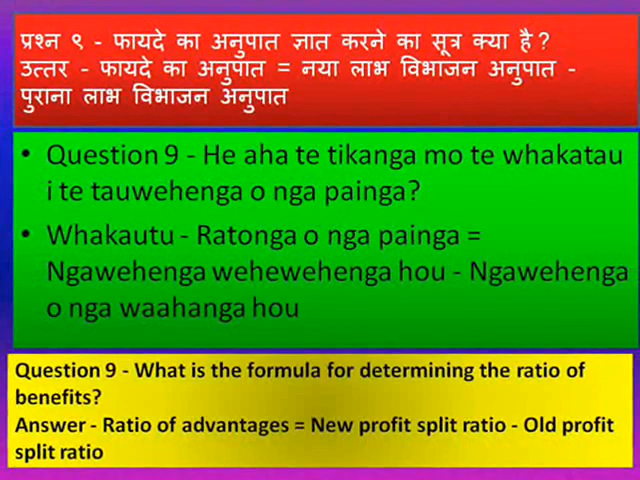 प्रश्न ९ - फायदे का अनुपात ज्ञात करने का सूत्र क्या है ?
उत्तर - फायदे का अनुपात = नया लाभ विभाजन अनुपात -
पुराना लाभ विभाजन अनुपात
• Question 9 - He aha te tikanga mo te whakatau
i te tauwehenga o nga painga?
• Whakautu - Ratonga o nga painga =
Ngawehenga wehewehenga hou - Ngawehenga
o nga waahanga hou
Question 9 - What is the formula for determining the ratio of
benefits?
Answer - Ratio of advantages = New profit split ratio - Old profit
split ratio